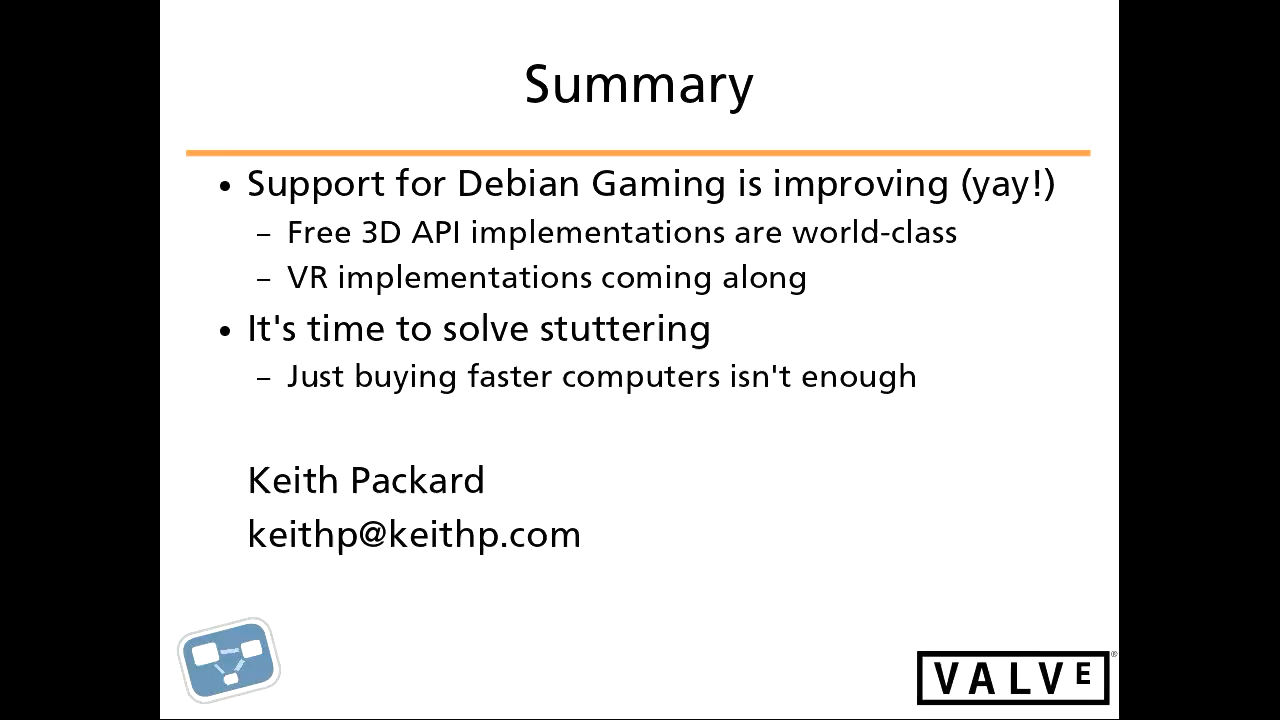 Summary
• Support for Debian Gaming is improving (yay!)
– Free 3D API implementations are world-class
– VR implementations coming along
• It's time to solve stuttering
– Just buying faster computers isn't enough
Keith Packard
keithp@keithp.com
VALVE®